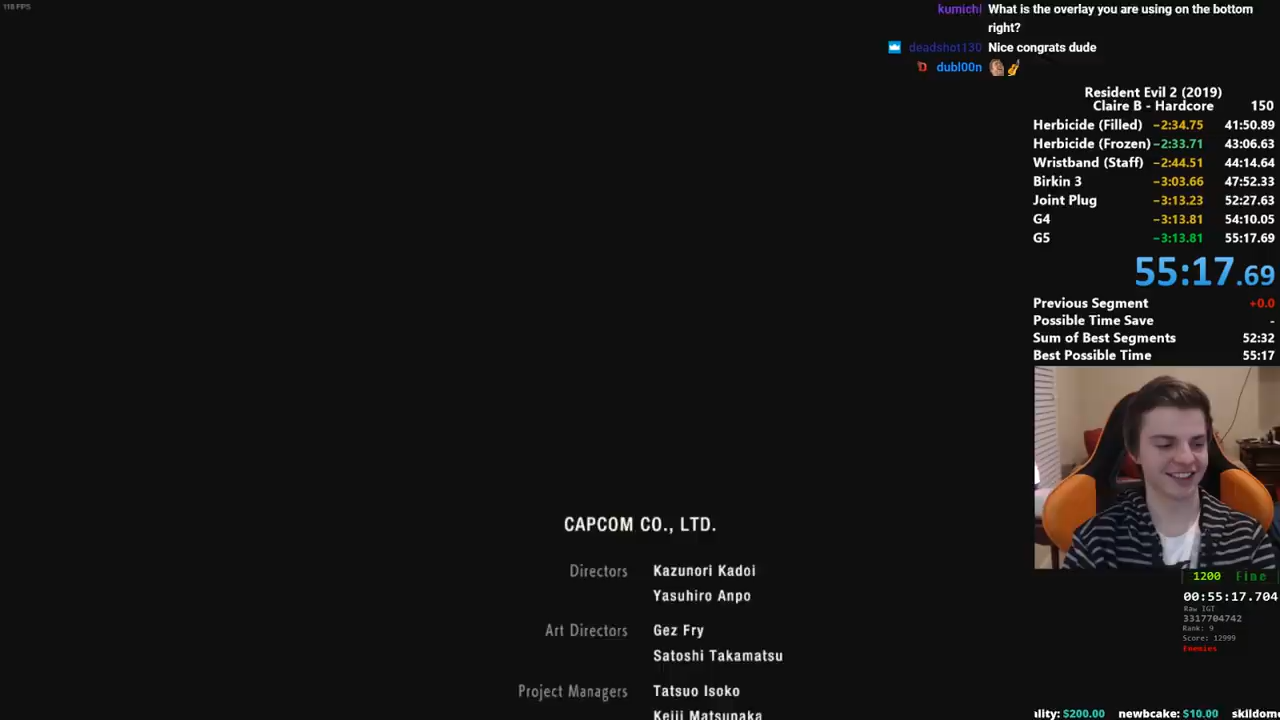 118 FPS
kumichl What is the overlay you are using on the bottom
right?
deadshot130 Nice congrats dude
dubl00n
Resident Evil 2 (2019)
Claire B - Hardcore 150
Herbicide (Filled) −2:34.75 41:50.89
Herbicide (Frozen) −2:33.71 43:06.63
Wristband (Staff) −2:44.51 44:14.64
Birkin 3 −3:03.66 47:52.33
Joint Plug −3:13.23 52:27.63
G4 −3:13.81 54:10.05
G5 −3:13.81 55:17.69
55:17.69
Previous Segment +0.0
Possible Time Save -
Sum of Best Segments 52:32
Best Possible Time 55:17
CAPCOM CO., LTD.
Directors Kazunori Kadoi
Yasuhiro Anpo
Art Directors Gez Fry
Satoshi Takamatsu
Project Managers Tatsuo Isoko
Keiji Matsunaka
1200 Fine
00:55:17.704
Raw IGT
3317704742
Rank: 9
Score: 12999
Enemies
ility: $200.00 newbcake: $10.00 skildom